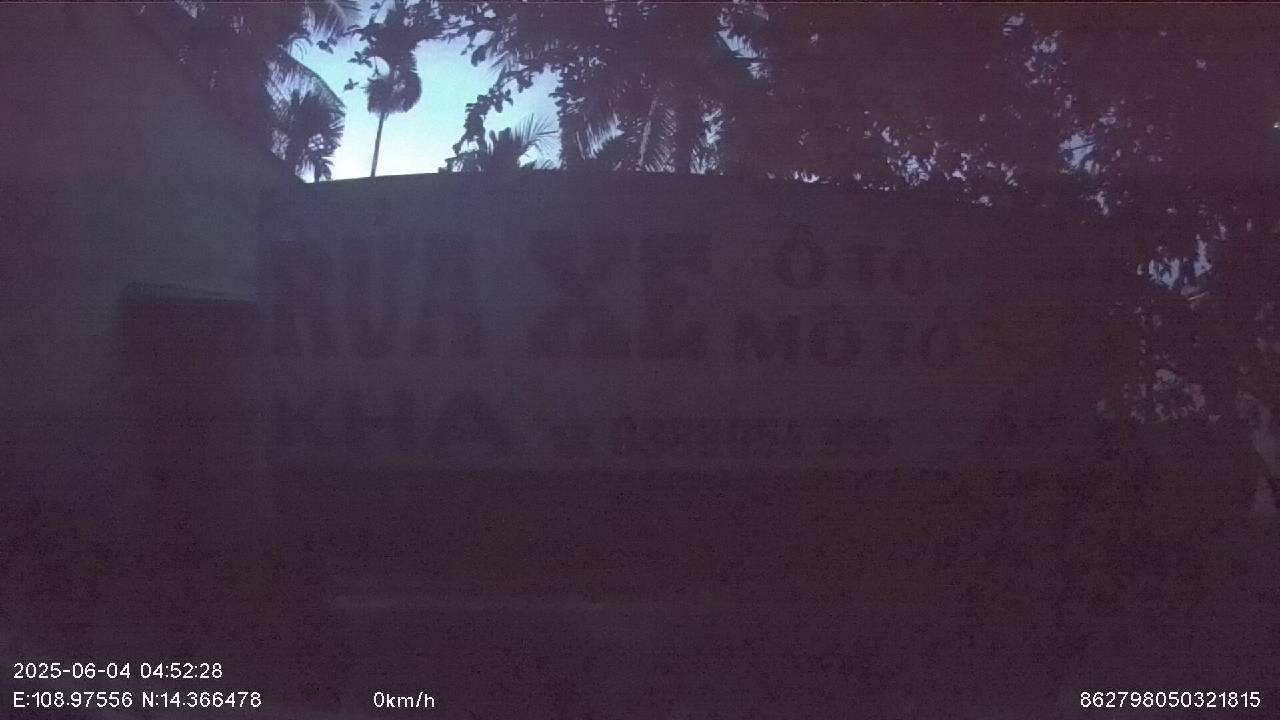 RỬA XE Ô TÔ
MÔ TÔ
KHA
2025-06-04 04:52:28
E:108.97556 N:14.366478 0km/h 862798050321815